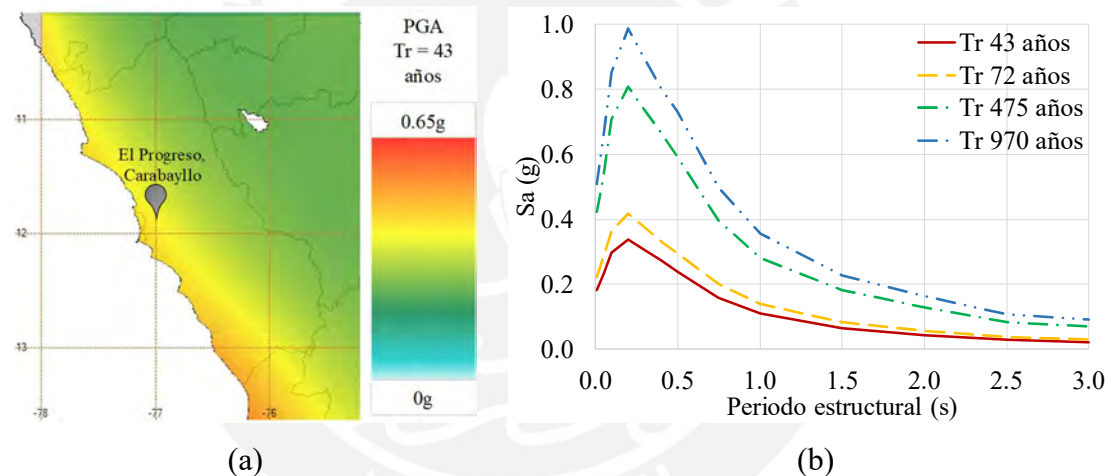 PGA
Tr = 43
años
0.65g
0g
11
12
13
-78
-77
-76
El Progreso,
Carabayllo
(a)
1.0
0.8
0.6
0.4
0.2
0.0
Sa (g)
Tr 43 años
Tr 72 años
Tr 475 años
Tr 970 años
0.0 0.5 1.0 1.5 2.0 2.5 3.0
Periodo estructural (s)
(b)